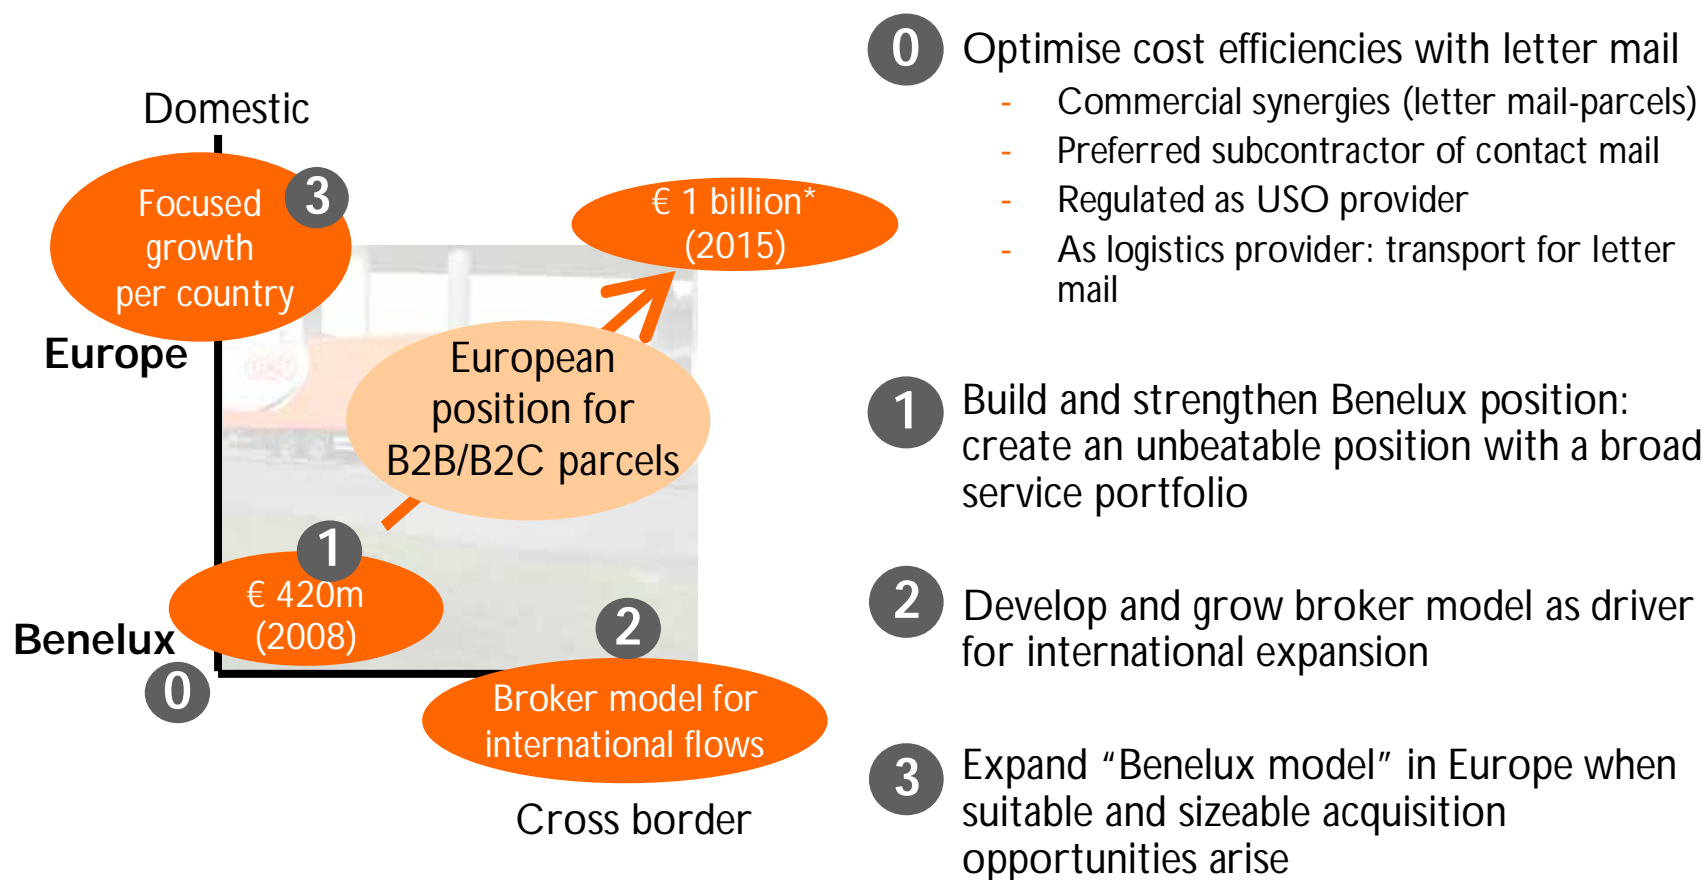 Domestic
Focused
growth
per country
3
€ 1 billion*
(2015)
Europe
European
position for
B2B/B2C parcels
1
€ 420m
(2008)
Benelux
0
2
Broker model for
international flows
Cross border
0 Optimise cost efficiencies with letter mail
- Commercial synergies (letter mail-parcels)
- Preferred subcontractor of contact mail
- Regulated as USO provider
- As logistics provider: transport for letter
mail
1 Build and strengthen Benelux position:
create an unbeatable position with a broad
service portfolio
2 Develop and grow broker model as driver
for international expansion
3 Expand “Benelux model” in Europe when
suitable and sizeable acquisition
opportunities arise